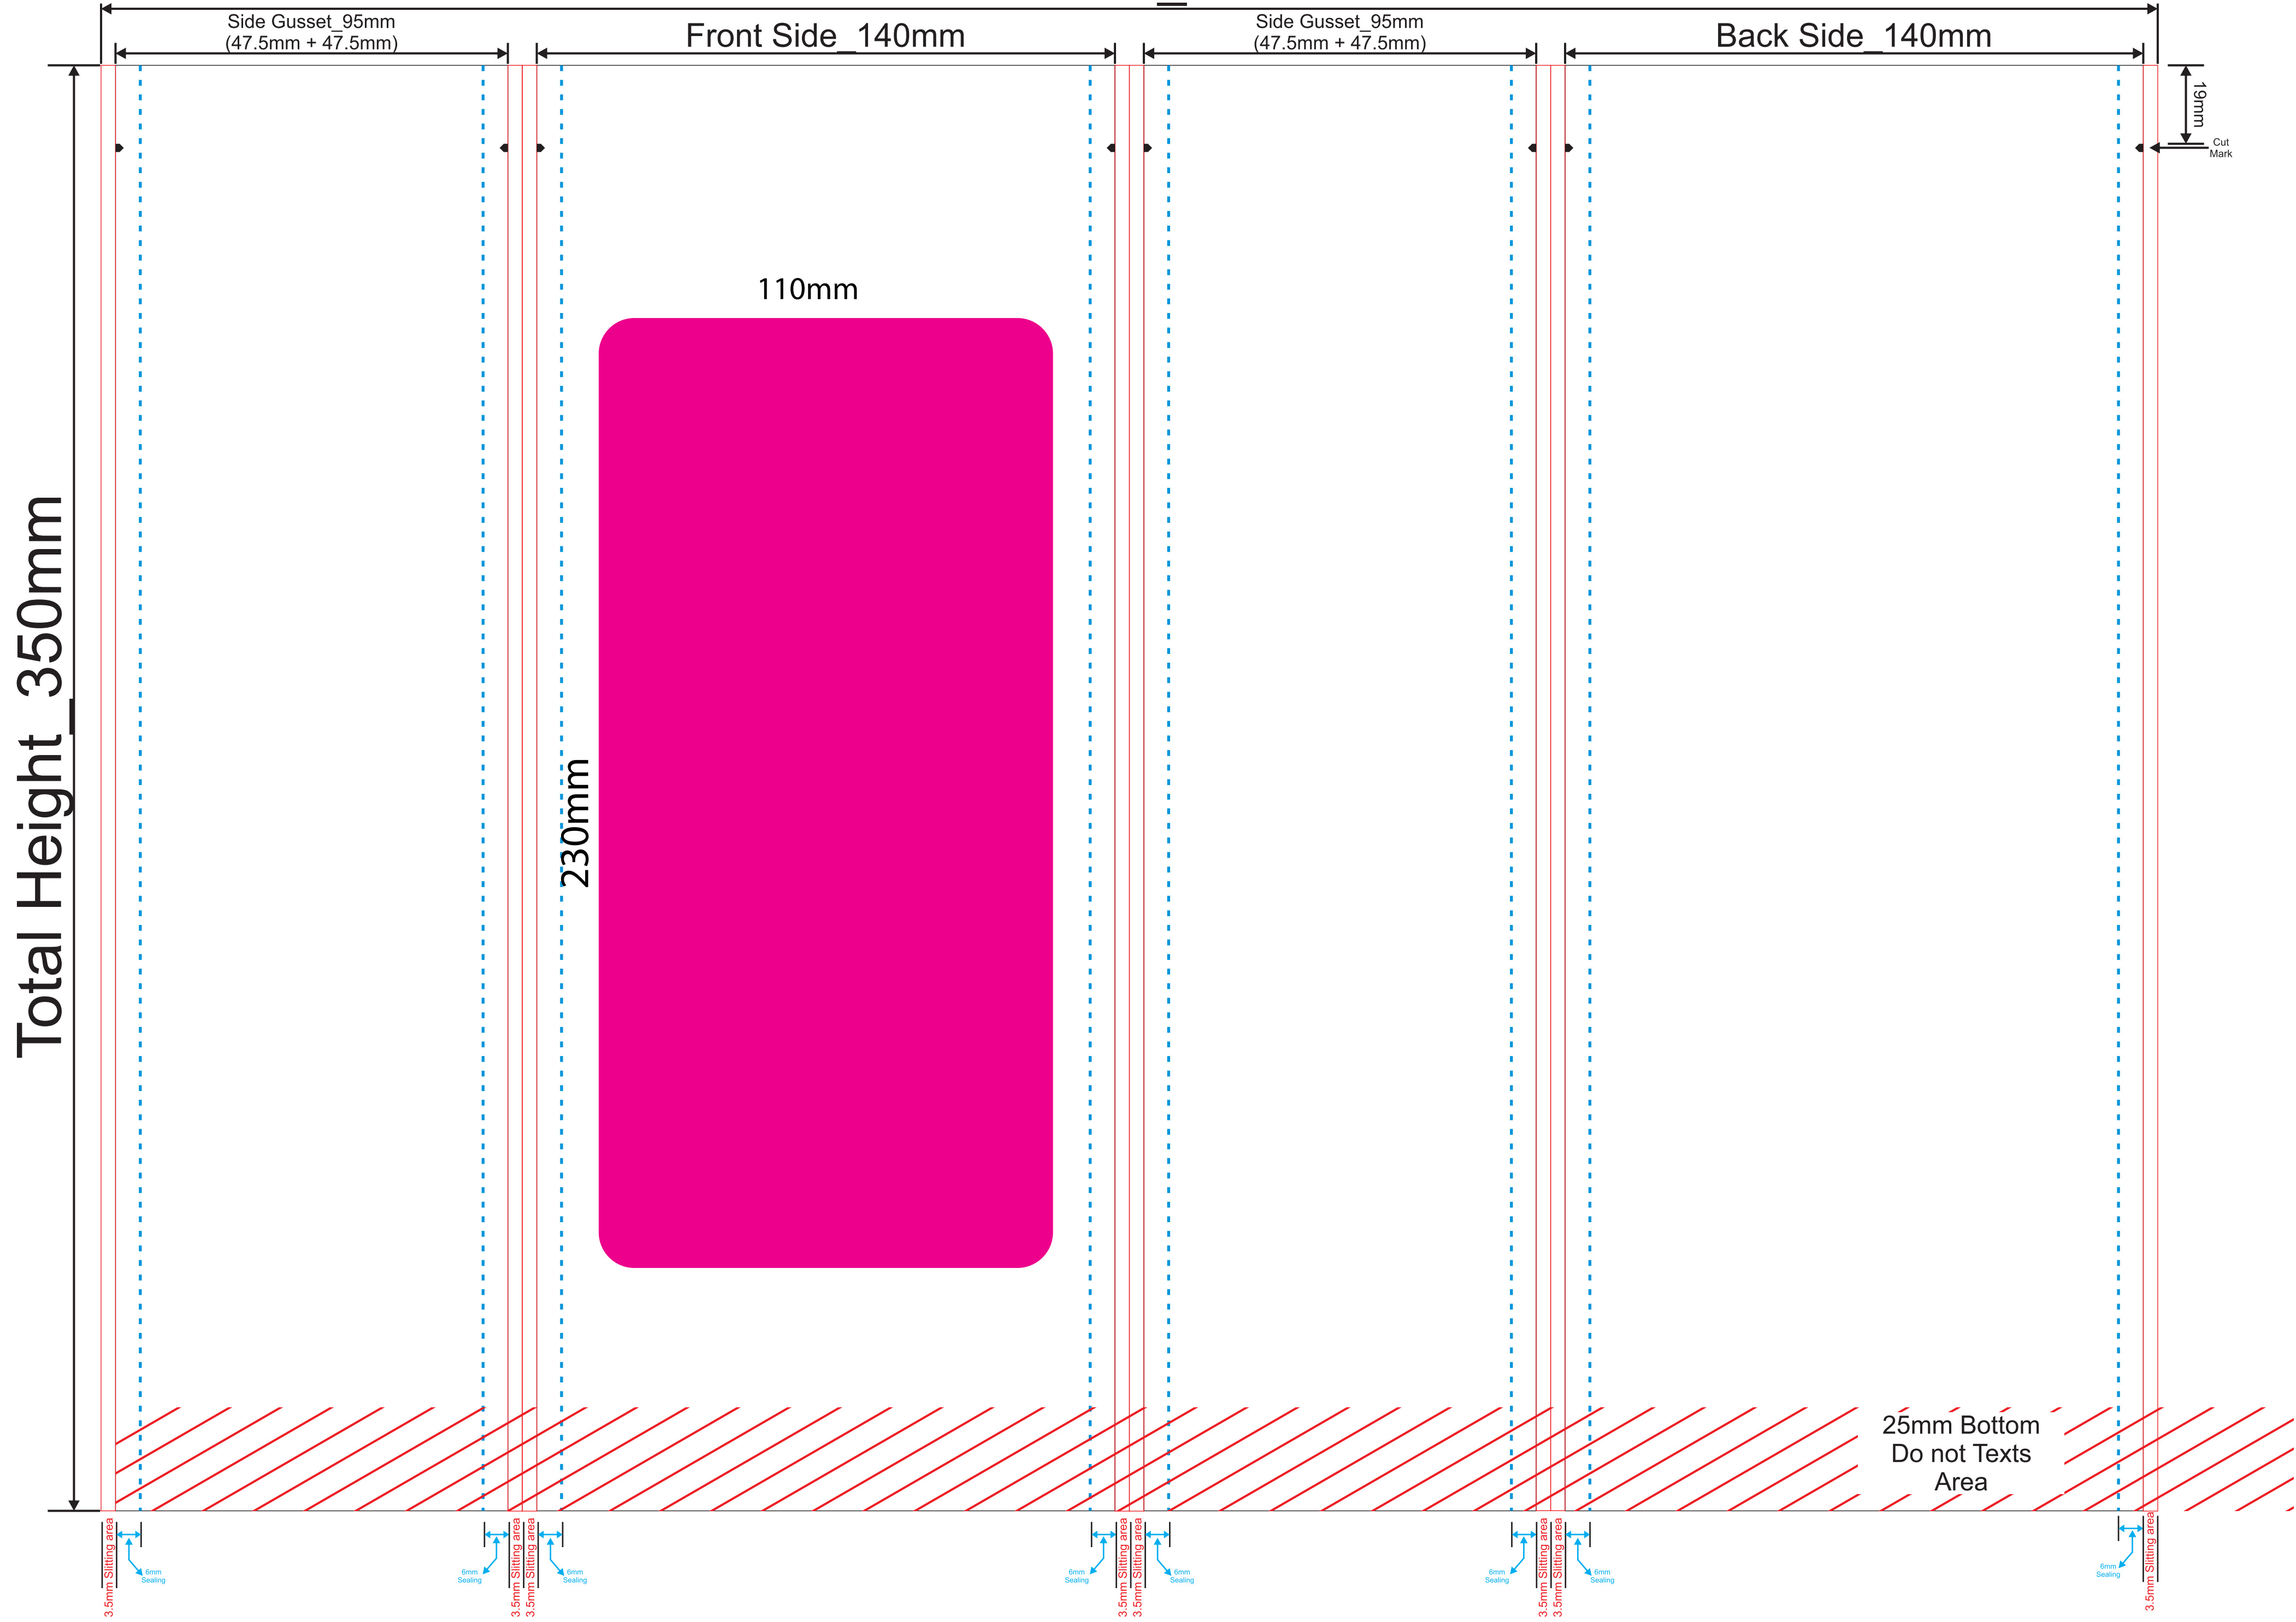 Side Gusset_95mm
(47.5mm + 47.5mm)
Front Side_140mm
Side Gusset_95mm
(47.5mm + 47.5mm)
Back Side_140mm
19mm
Cut
Mark
110mm
230mm
Total Height_350mm
25mm Bottom
Do not Texts
Area
3.5mm Slitting area
6mm
Sealing
6mm
Sealing
3.5mm Slitting area
3.5mm Slitting area
6mm
Sealing
6mm
Sealing
3.5mm Slitting area
3.5mm Slitting area
6mm
Sealing
6mm
Sealing
3.5mm Slitting area
3.5mm Slitting area
6mm
Sealing
6mm
Sealing
3.5mm Slitting area